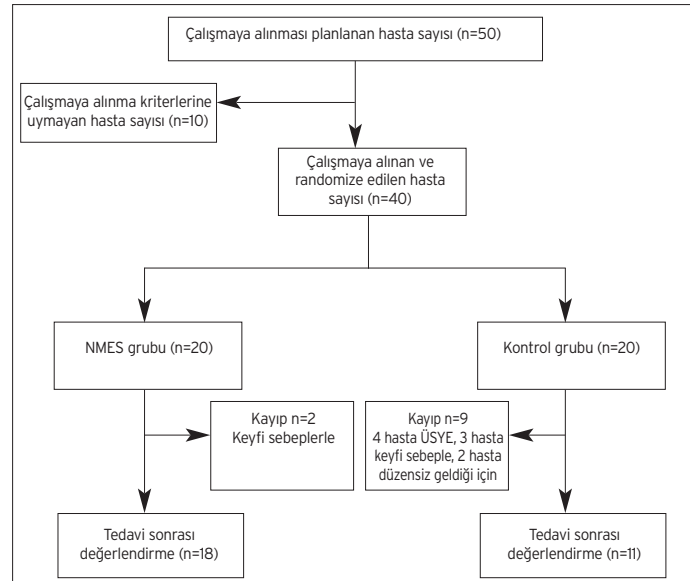 Çalışmaya alınması planlanan hasta sayısı (n=50)
Çalışmaya alınma kriterlerine
uymayan hasta sayısı (n=10)
Çalışmaya alınan ve
randomize edilen hasta
sayısı (n=40)
NMES grubu (n=20)
Kontrol grubu (n=20)
Kayıp n=2
Keyfi sebeplerle
Kayıp n=9
4 hasta ÜSYE, 3 hasta
keyfi sebeple, 2 hasta
düzensiz geldiği için
Tedavi sonrası
değerlendirme (n=18)
Tedavi sonrası
değerlendirme (n=11)